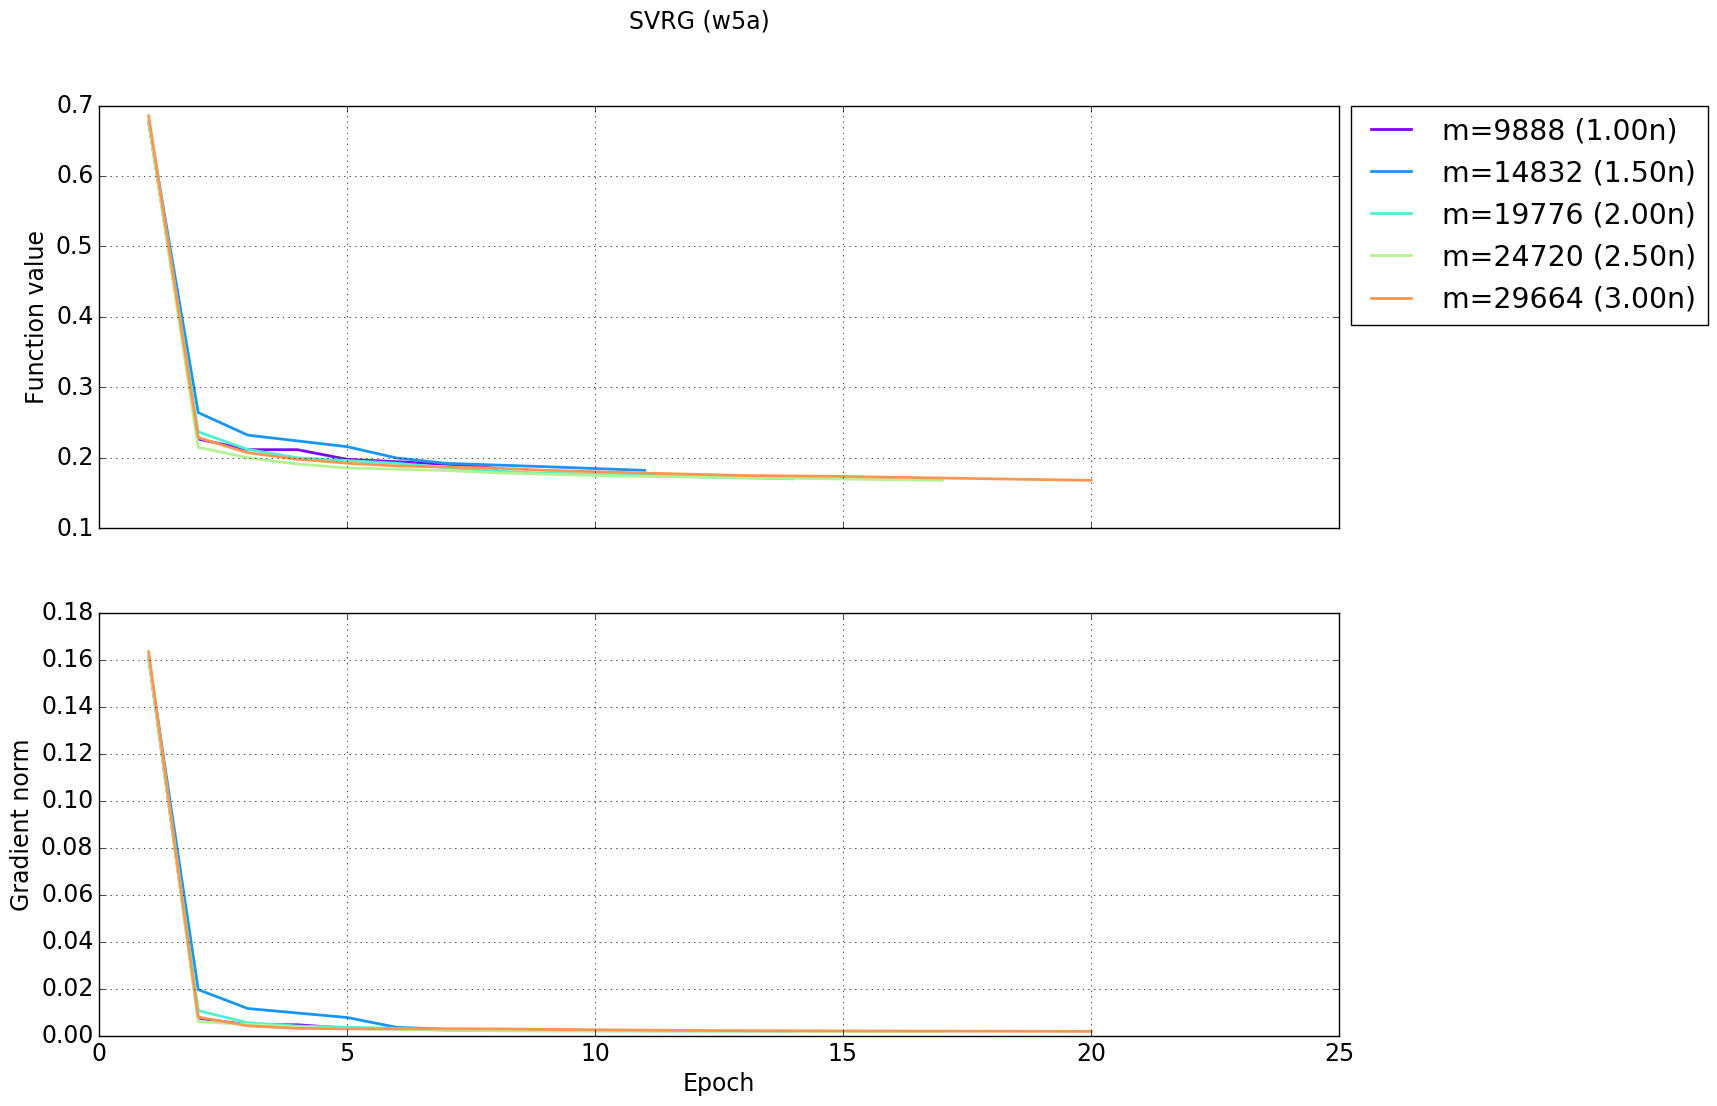 SVRG (w5a)
0.7
0.6
0.5
0.4
0.3
0.2
0.1
Function value
m=9888 (1.00n)
m=14832 (1.50n)
m=19776 (2.00n)
m=24720 (2.50n)
m=29664 (3.00n)
0.18
0.16
0.14
0.12
0.10
0.08
0.06
0.04
0.02
0.00
Gradient norm
0 5 10 15 20 25
Epoch